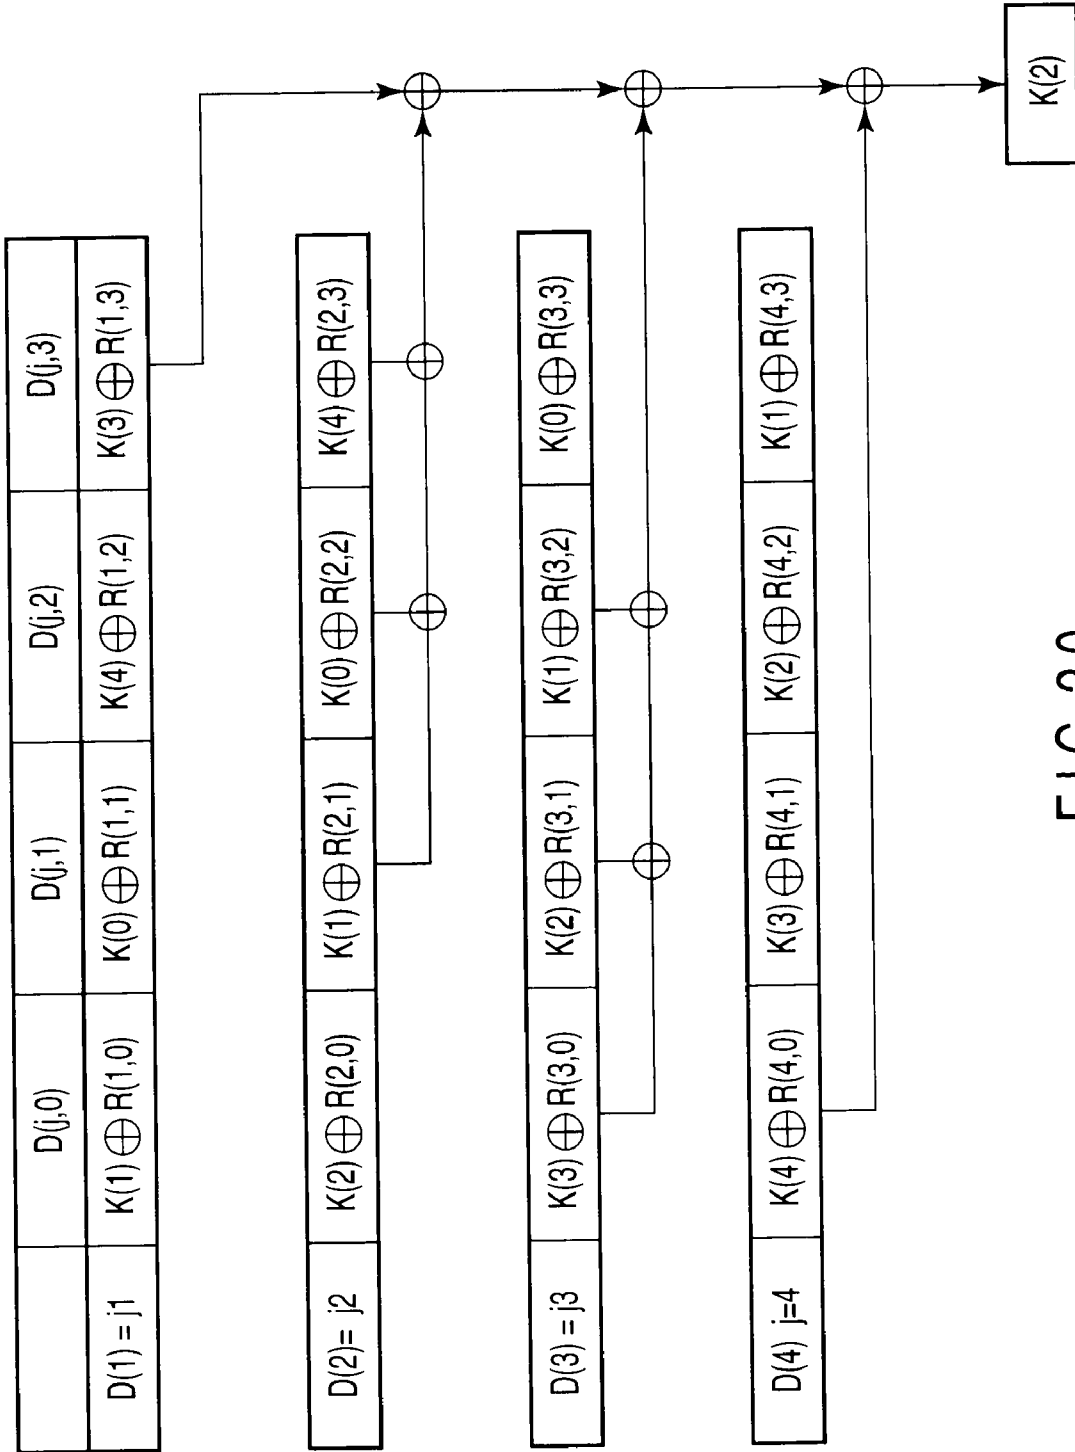 D(j,0) D(j,1) D(j,2) D(j,3)
D(1) = j1 K(1)⊕R(1,0) K(0)⊕R(1,1) K(4)⊕R(1,2) K(3)⊕R(1,3)
D(2)= j2 K(2)⊕R(2,0) K(1)⊕R(2,1) K(0)⊕R(2,2) K(4)⊕R(2,3)
D(3) = j3 K(3)⊕R(3,0) K(2)⊕R(3,1) K(1)⊕R(3,2) K(0)⊕R(3,3)
D(4) j=4 K(4)⊕R(4,0) K(3)⊕R(4,1) K(2)⊕R(4,2) K(1)⊕R(4,3)
K(2)